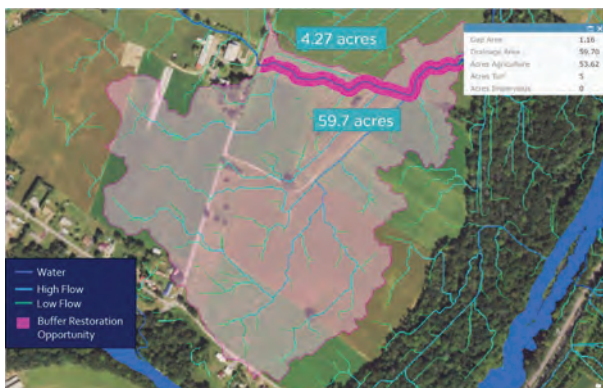 4.27 acres
Gap Area 1.16
Drainage Area 59.70
Acres Agriculture 53.62
Acres Turf 5
Acres Impervious 0
59.7 acres
Water
High Flow
Low Flow
Buffer Restoration
Opportunity